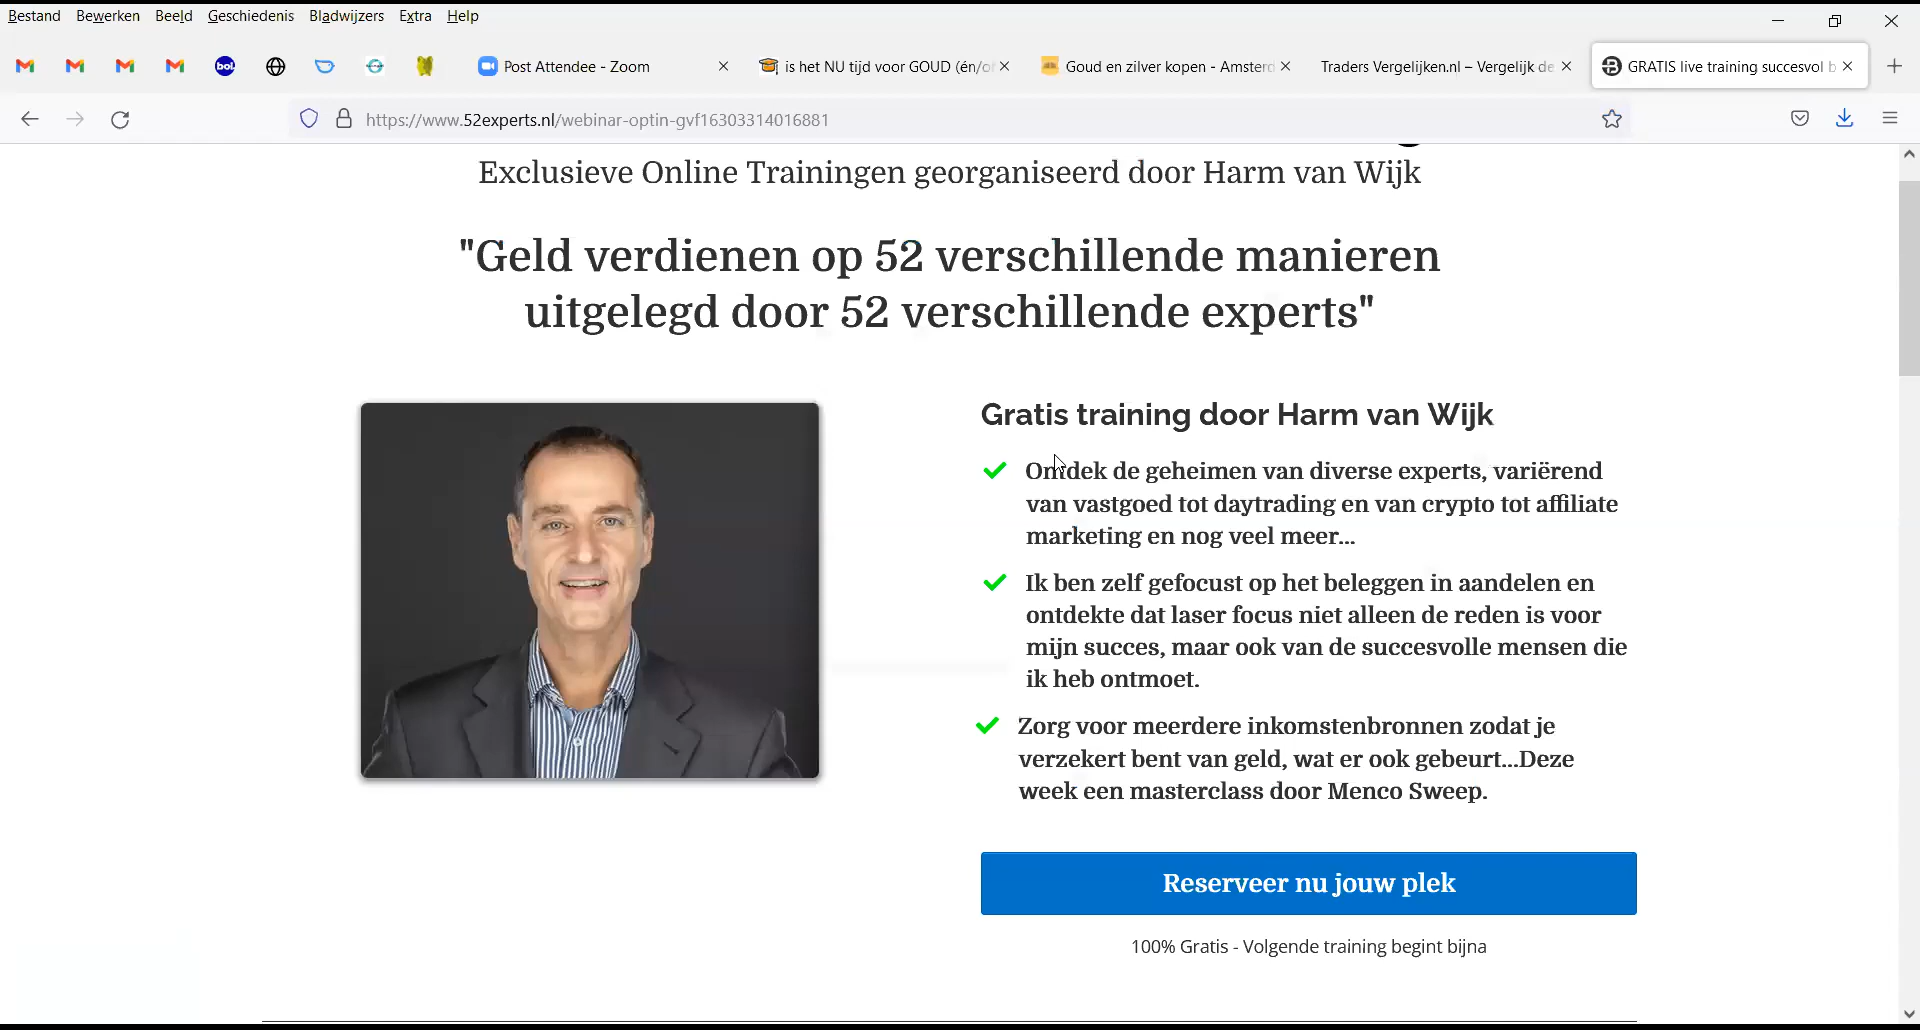 Bestand Bewerken Beeld Geschiedenis Bladwijzers Extra Help
bol. Post Attendee - Zoom is het NU tijd voor GOUD (én/of Goud en zilver kopen - Amsterd Traders Vergelijken.nl – Vergelijk de GRATIS live training succesvol b
https://www.52experts.nl/webinar-optin-gvf16303314016881
Exclusieve Online Trainingen georganiseerd door Harm van Wijk
"Geld verdienen op 52 verschillende manieren
uitgelegd door 52 verschillende experts"
Gratis training door Harm van Wijk
Ontdek de geheimen van diverse experts, variërend
van vastgoed tot daytrading en van crypto tot affiliate
marketing en nog veel meer...
Ik ben zelf gefocust op het beleggen in aandelen en
ontdekte dat laser focus niet alleen de reden is voor
mijn succes, maar ook van de succesvolle mensen die
ik heb ontmoet.
Zorg voor meerdere inkomstenbronnen zodat je
verzekert bent van geld, wat er ook gebeurt...Deze
week een masterclass door Menco Sweep.
Reserveer nu jouw plek
100% Gratis - Volgende training begint bijna